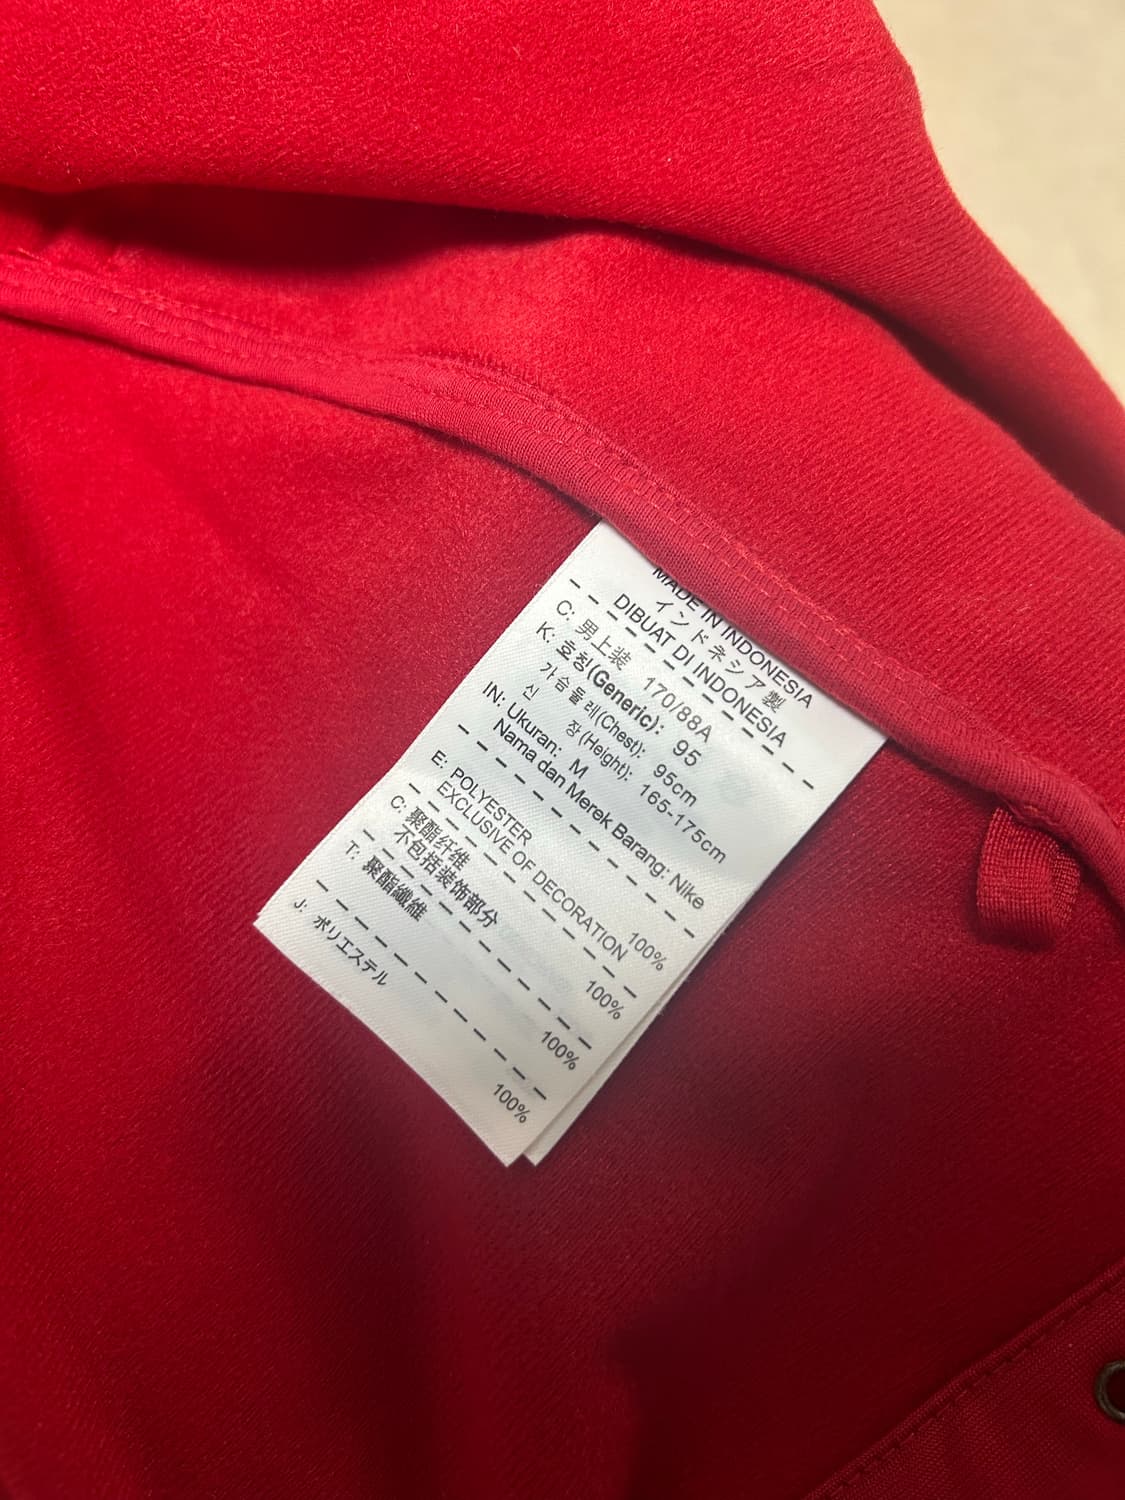 MADE IN INDONESIA
インドネシア製
DIBUAT DI INDONESIA
C: 男上装 170/88A
K: 호칭(Generic): 95
가슴둘레(Chest): 95cm
신 장(Height): 165-175cm
IN: Ukuran: M
Nama dan Merek Barang: Nike
E: POLYESTER 100%
EXCLUSIVE OF DECORATION
C: 聚酯纤维 100%
不包括装饰部分
T: 聚酯纖維 100%
J: ポリエステル 100%